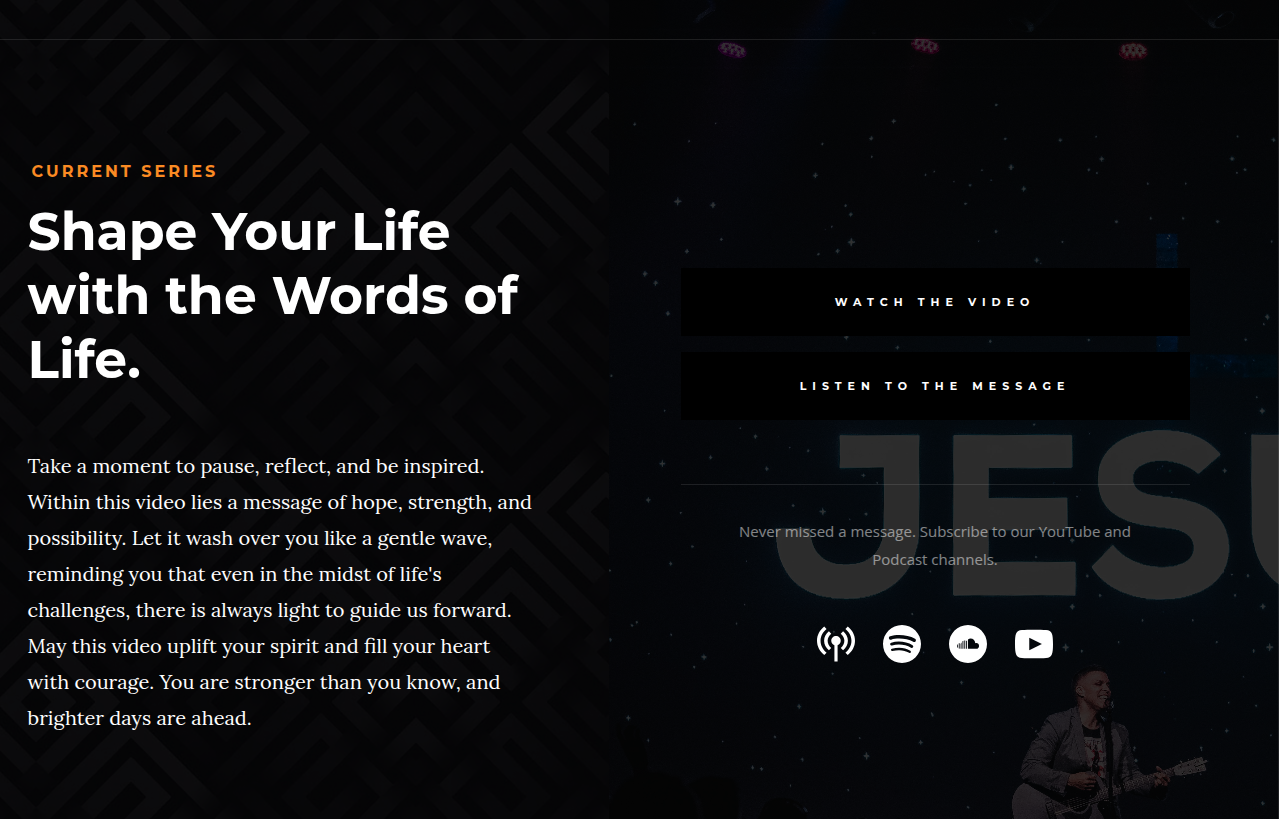 CURRENT SERIES
Shape Your Life
with the Words of
Life.
Take a moment to pause, reflect, and be inspired.
Within this video lies a message of hope, strength, and
possibility. Let it wash over you like a gentle wave,
reminding you that even in the midst of life's
challenges, there is always light to guide us forward.
May this video uplift your spirit and fill your heart
with courage. You are stronger than you know, and
brighter days are ahead.
WATCH THE VIDEO
LISTEN TO THE MESSAGE
JESU
Never missed a message. Subscribe to our YouTube and
Podcast channels.